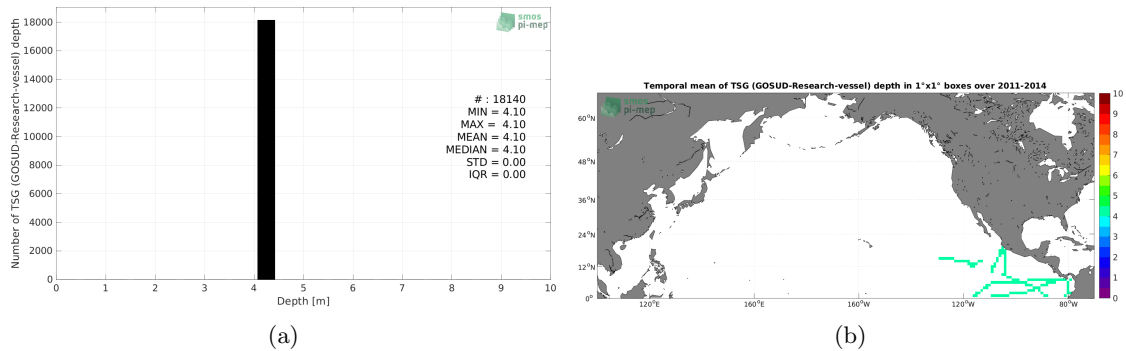 Number of TSG (GOSUD-Research-vessel) depth
18000
16000
14000
12000
10000
8000
6000
4000
2000
0
smos
pi-mep
# : 18140
MIN = 4.10
MAX = 4.10
MEAN = 4.10
MEDIAN = 4.10
STD = 0.00
IQR = 0.00
0 1 2 3 4 5 6 7 8 9 10
Depth [m]
(a)
Temporal mean of TSG (GOSUD-Research-vessel) depth in 1°x1° boxes over 2011-2014
smos
pi-mep
60°N
48°N
36°N
24°N
12°N
0°
120°E 160°E 160°W 120°W 80°W
10
9
8
7
6
5
4
3
2
1
0
(b)